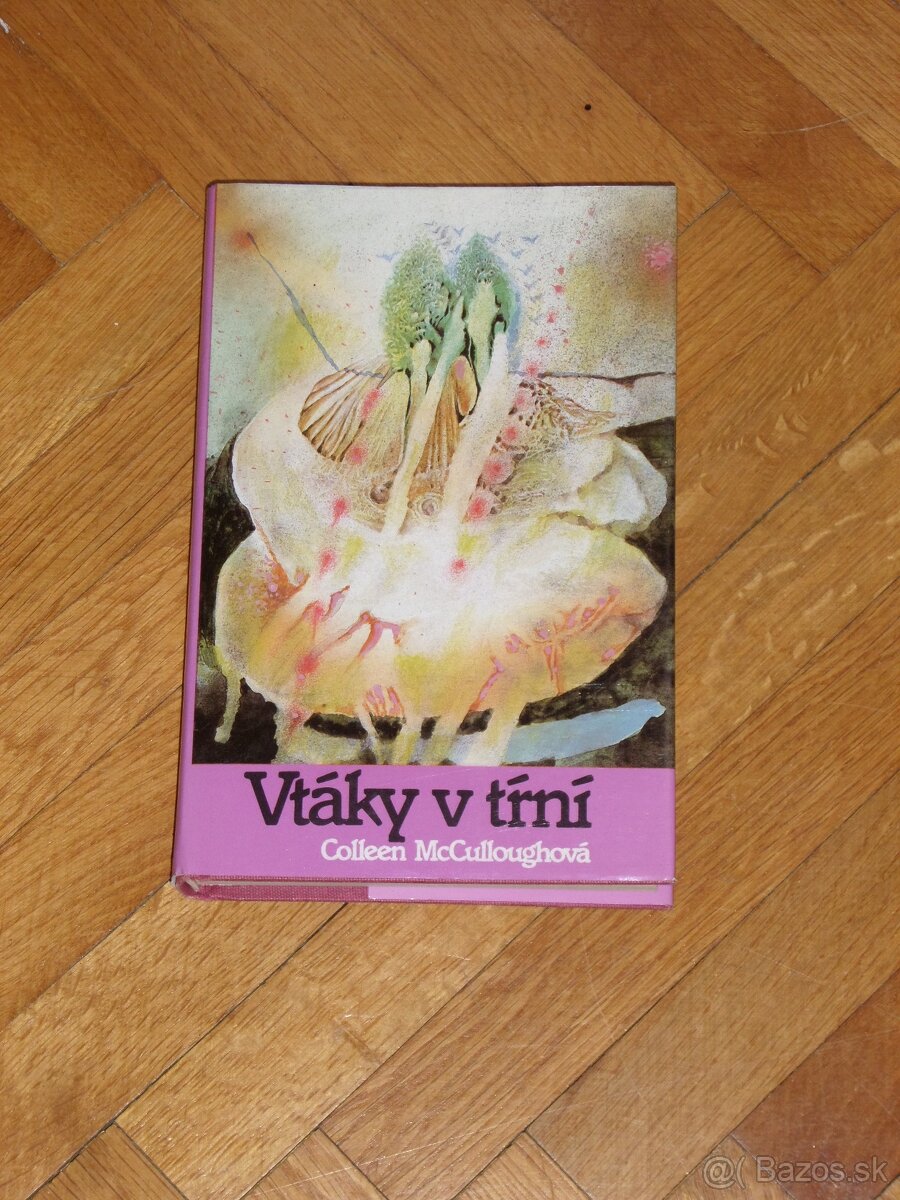 Vtáky v tŕní
Colleen McCulloughová
@( Bazos.sk